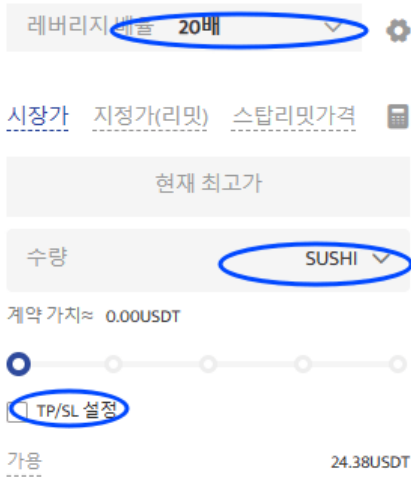 레버리지 배율 20배
시장가 지정가(리밋) 스탑리밋가격
현재 최고가
수량 SUSHI
계약 가치≈ 0.00USDT
TP/SL 설정
가용 24.38USDT